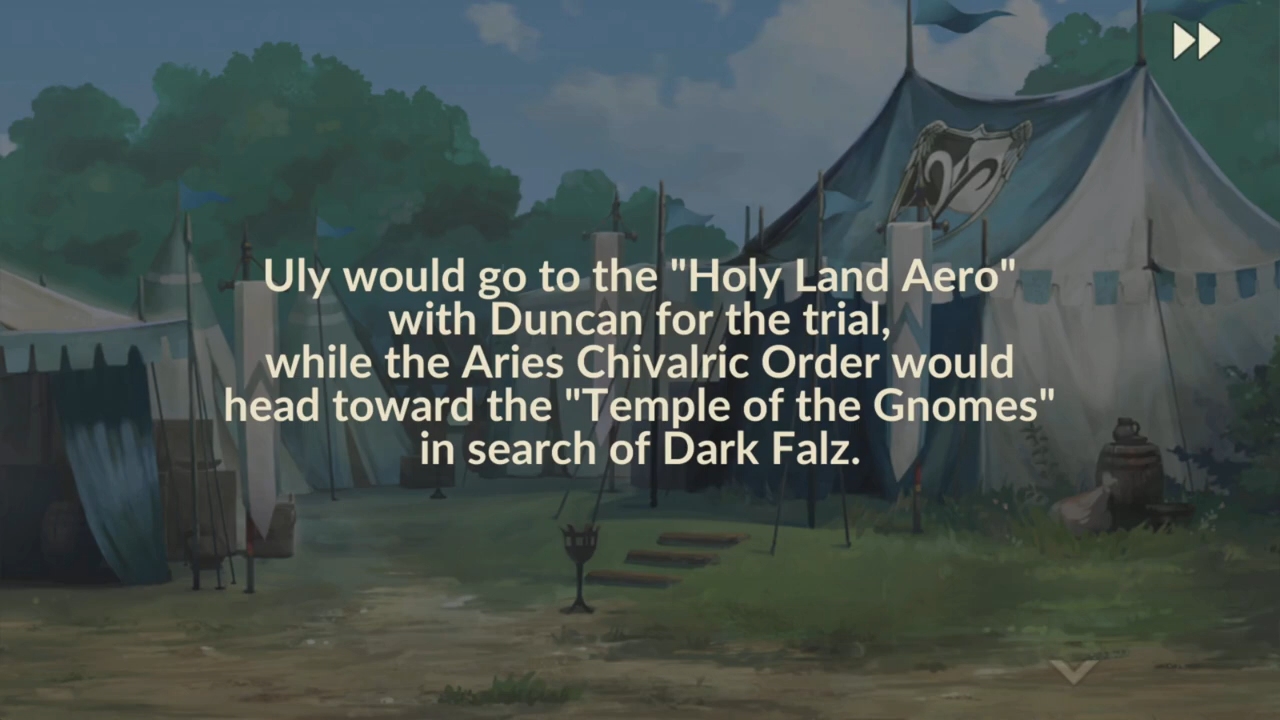 Uly would go to the "Holy Land Aero"
with Duncan for the trial,
while the Aries Chivalric Order would
head toward the "Temple of the Gnomes"
in search of Dark Falz.